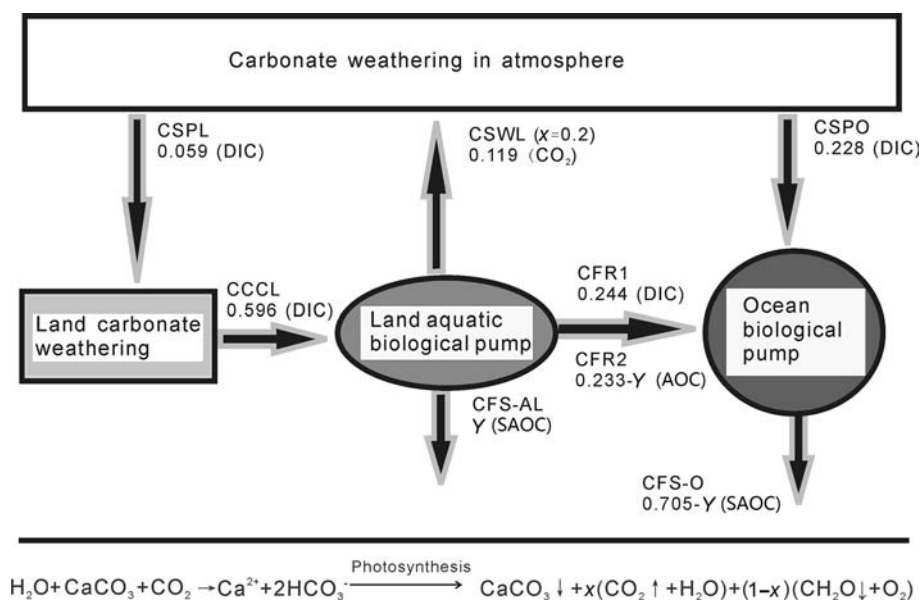 Carbonate weathering in atmosphere
CSPL
0.059 (DIC)
CSWL (x=0.2)
0.119 (CO₂)
CSPO
0.228 (DIC)
Land carbonate
weathering
CCCL
0.596 (DIC)
Land aquatic
biological pump
CFR1
0.244 (DIC)
CFR2
0.233-Y (AOC)
Ocean
biological
pump
CFS-AL
Y (SAOC)
CFS-O
0.705-Y (SAOC)
H₂O+CaCO₃+CO₂→Ca²⁺+2HCO₃⁻ Photosynthesis → CaCO₃↓+x(CO₂↑+H₂O)+(1–x)(CH₂O↓+O₂)